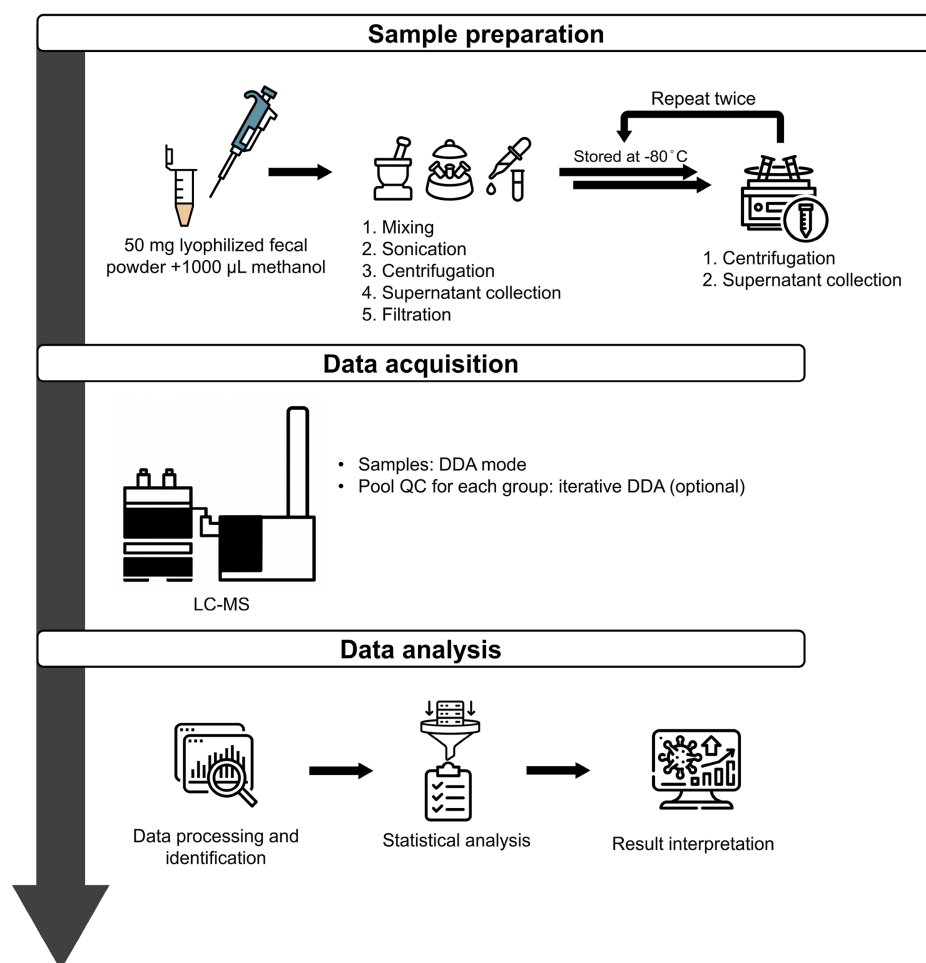 Sample preparation
Repeat twice
Stored at -80˚C
50 mg lyophilized fecal
powder +1000 µL methanol
1. Mixing
2. Sonication
3. Centrifugation
4. Supernatant collection
5. Filtration
1. Centrifugation
2. Supernatant collection
Data acquisition
• Samples: DDA mode
• Pool QC for each group: iterative DDA (optional)
LC-MS
Data analysis
Data processing and
identification
Statistical analysis
Result interpretation